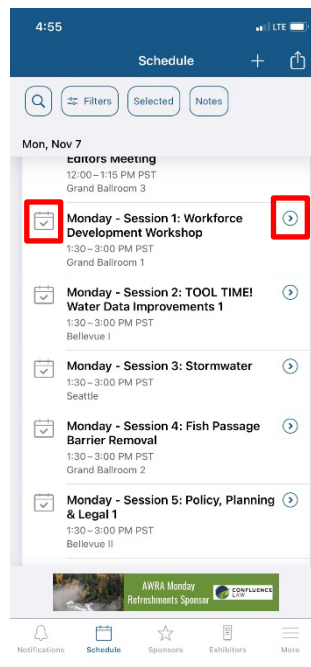 4:55
LTE
Schedule
Filters
Selected
Notes
Mon, Nov 7
Editors Meeting
12:00 – 1:15 PM PST
Grand Ballroom 3
Monday - Session 1: Workforce
Development Workshop
1:30 – 3:00 PM PST
Grand Ballroom 1
Monday - Session 2: TOOL TIME!
Water Data Improvements 1
1:30 – 3:00 PM PST
Bellevue I
Monday - Session 3: Stormwater
1:30 – 3:00 PM PST
Seattle
Monday - Session 4: Fish Passage
Barrier Removal
1:30 – 3:00 PM PST
Grand Ballroom 2
Monday - Session 5: Policy, Planning
& Legal 1
1:30 – 3:00 PM PST
Bellevue II
AWRA Monday
Refreshments Sponsor
CONFLUENCE
LAW
Notifications
Schedule
Sponsors
Exhibitors
More